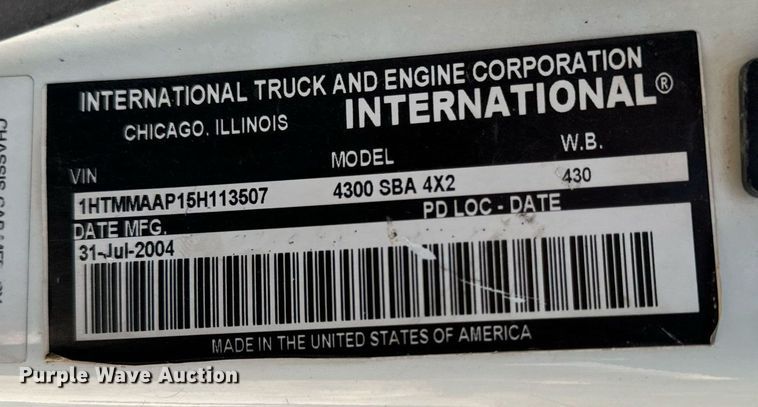 INTERNATIONAL TRUCK AND ENGINE CORPORATION
CHICAGO, ILLINOIS INTERNATIONAL®
VIN MODEL W.B.
1HTMMAAP15H113507 4300 SBA 4X2 430
DATE MFG. PD LOC - DATE
31-Jul-2004
MADE IN THE UNITED STATES OF AMERICA
Purple Wave Auction
CHASSIS